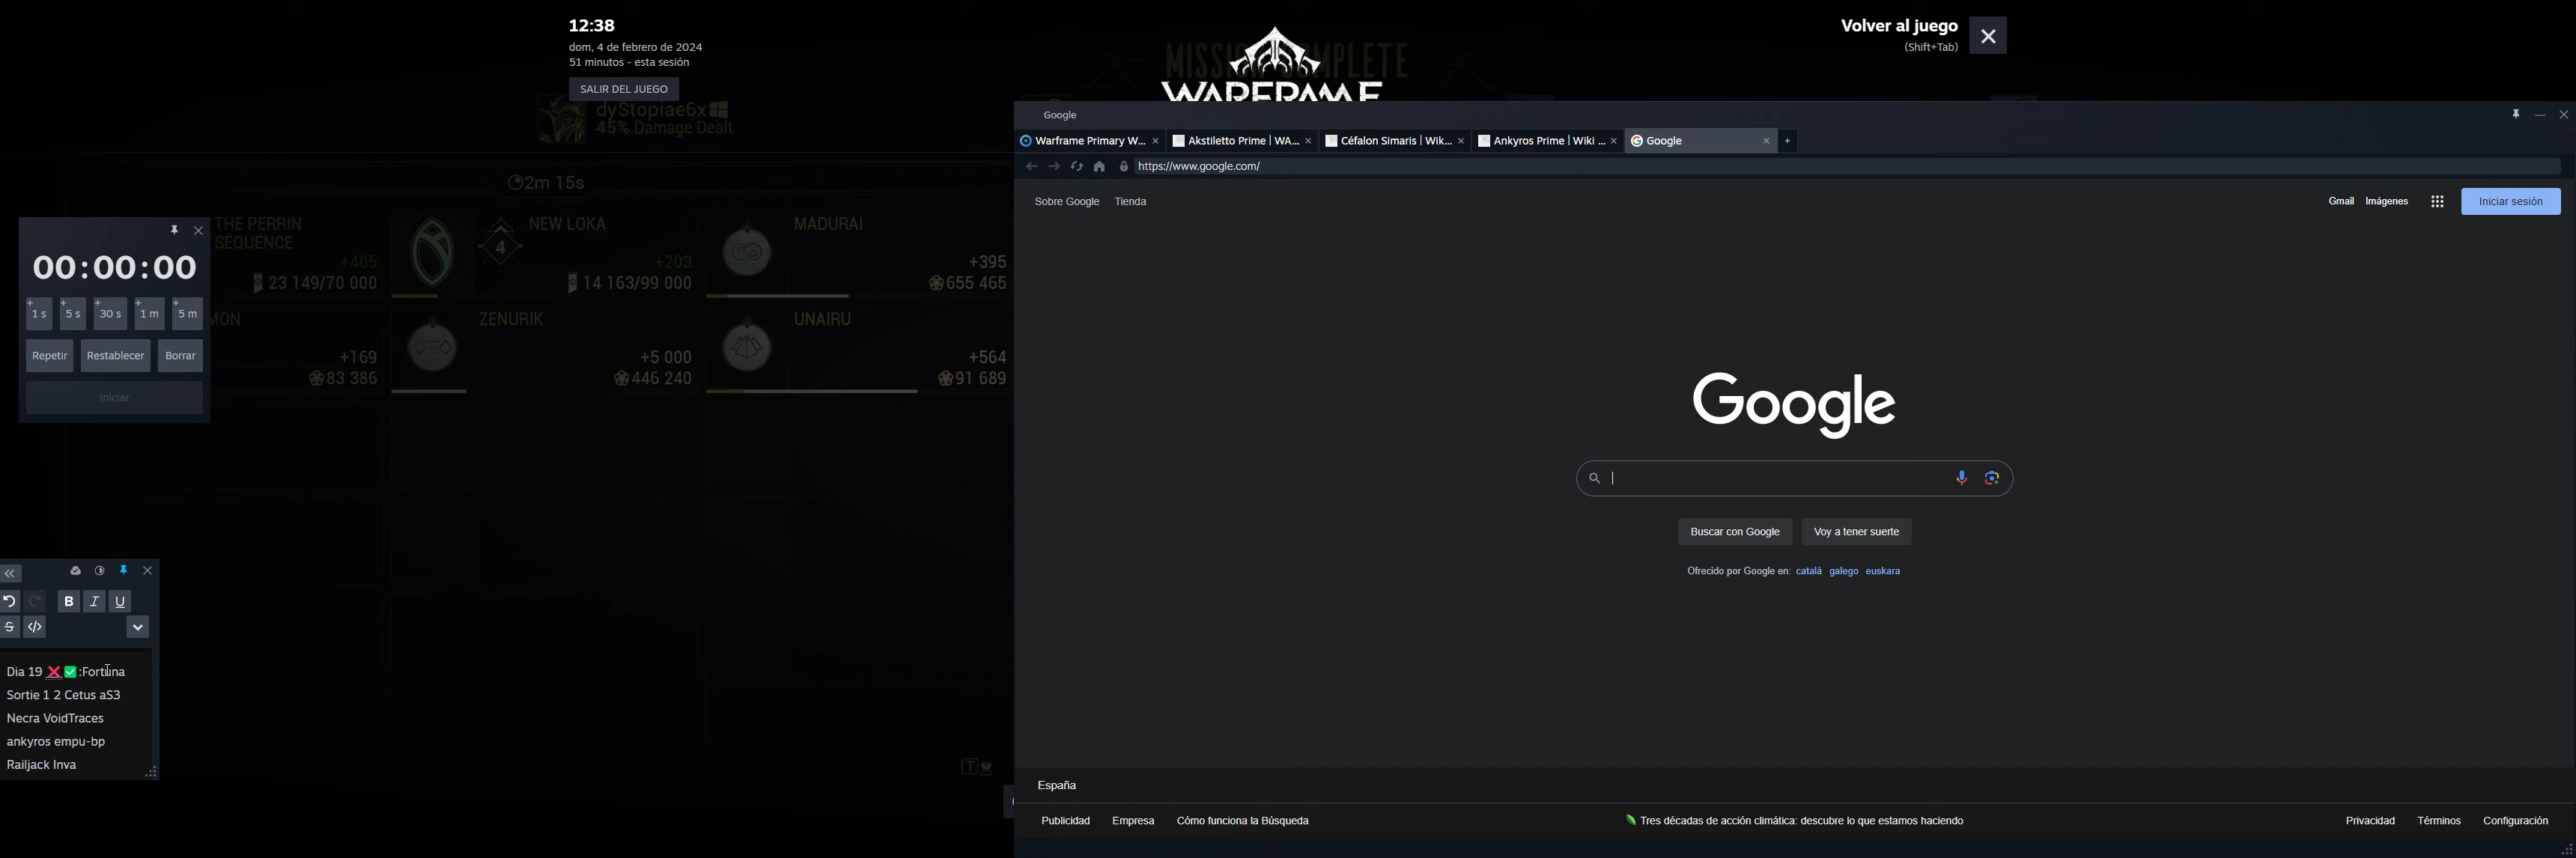 12:38
dom, 4 de febrero de 2024
51 minutos - esta sesión
SALIR DEL JUEGO
MISSION COMPLETE
WARFRAME
Volver al juego
(Shift+Tab)
dyStopiae6x
45% Damage Dealt
2m 15s
THE PERRIN
SEQUENCE
+405
23 149/70 000
4
NEW LOKA
+203
14 163/99 000
MADURAI
+395
655 465
MON
+169
83 386
ZENURIK
+5 000
446 240
UNAIRU
+564
91 689
T
00:00:00
+ 1 s
+ 5 s
+ 30 s
+ 1 m
+ 5 m
Repetir
Restablecer
Borrar
Iniciar
B I U
S </>
Dia 19 ❌✅:Fortuna
Sortie 1 2 Cetus aS3
Necra VoidTraces
ankyros empu-bp
Railjack Inva
Google
Warframe Primary W...
Akstiletto Prime | WA...
Céfalon Simaris | Wik...
Ankyros Prime | Wiki ...
Google
https://www.google.com/
Sobre Google Tienda
Gmail Imágenes
Iniciar sesión
Google
Buscar con Google
Voy a tener suerte
Ofrecido por Google en: català galego euskara
España
Publicidad Empresa Cómo funciona la Búsqueda
Tres décadas de acción climática: descubre lo que estamos haciendo
Privacidad Términos Configuración